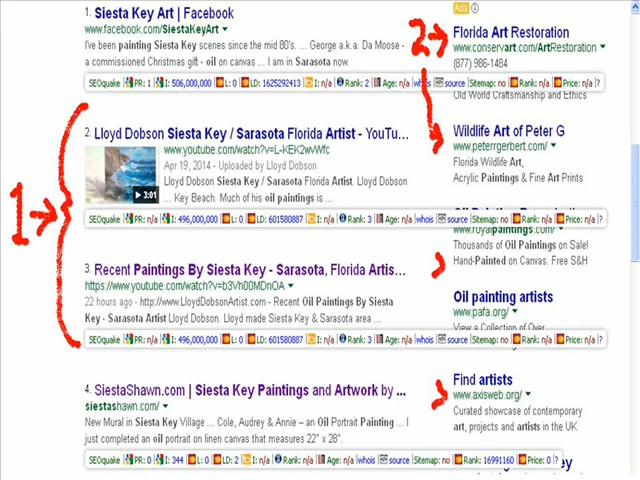 1. Siesta Key Art | Facebook
www.facebook.com/SiestaKeyArt
I've been painting Siesta Key scenes since the mid 80's. ... George a.k.a. Da Moose -
a commissioned Christmas gift - oil on canvas ... I am in Sarasota now.
SEOquake PR: 1 I: 506,000,000 L: 0 LD: 1625292413 I: n/a Rank: 2 Age: n/a whois source Sitemap: no Rank: n/a Price: n/a ?
2. Lloyd Dobson Siesta Key / Sarasota Florida Artist - YouTu...
www.youtube.com/watch?v=L-KEK2wvWfc
Apr 19, 2014 - Uploaded by Lloyd Dobson
Lloyd Dobson Siesta Key / Sarasota Florida Artist. Lloyd Dobson
... Key Beach. Much of his oil paintings is ...
3:01
SEOquake PR: n/a I: 496,000,000 L: 0 LD: 601580887 I: n/a Rank: 3 Age: n/a whois source Sitemap: no Rank: n/a Price: n/a ?
1
3. Recent Paintings By Siesta Key - Sarasota, Florida Artis...
https://www.youtube.com/watch?v=b3Vh00MDnOA
22 hours ago - http://www.LloydDobsonArtist.com - Recent Oil Paintings By Siesta
Key - Sarasota Artist Lloyd Dobson. Lloyd made Siesta Key & Sarasota area ...
SEOquake PR: n/a I: 496,000,000 L: 0 LD: 601580887 I: n/a Rank: 3 Age: n/a whois source Sitemap: no Rank: n/a Price: n/a ?
4. SiestaShawn.com | Siesta Key Paintings and Artwork by ...
siestashawn.com/
New Mural in Siesta Key Village ... Cole, Audrey & Annie – an Oil Portrait Painting ... I
just completed an oil portrait on linen canvas that measures 22" x 28".
SEOquake PR: 0 I: 344 L: 0 LD: 2 I: n/a Rank: n/a Age: n/a whois source Sitemap: no Rank: 16991160 Price: 0 ?
Ads
2
Florida Art Restoration
www.conservart.com/ArtRestoration
(877) 986-1484
Old World Craftsmanship and Ethics
Wildlife Art of Peter G
www.peterrgerbert.com/
Florida Wildlife Art,
Acrylic Paintings & Fine Art Prints
www.royalpaintings.com/
Thousands of Oil Paintings on Sale!
Hand-Painted on Canvas. Free S&H
Oil painting artists
www.pafa.org/
View a Collection of Over
Find artists
www.axisweb.org/
Curated showcase of contemporary
art, projects and artists in the UK